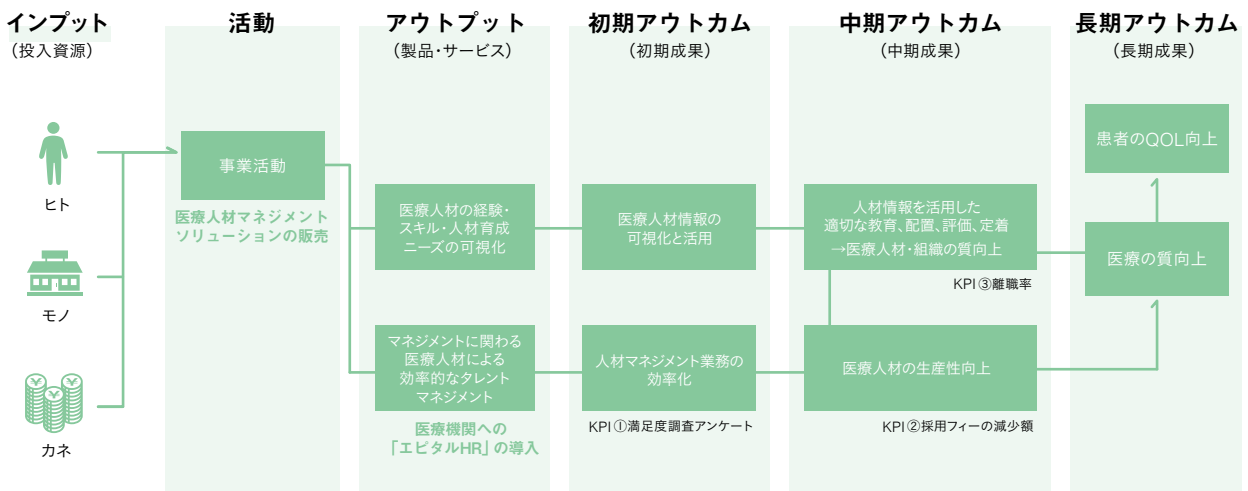 インプット
（投入資源）
活動
アウトプット
（製品・サービス）
初期アウトカム
（初期成果）
中期アウトカム
（中期成果）
長期アウトカム
（長期成果）
ヒト
モノ
¥
¥
¥
カネ
事業活動
医療人材マネジメント
ソリューションの販売
医療人材の経験・
スキル・人材育成
ニーズの可視化
マネジメントに関わる
医療人材による
効率的なタレント
マネジメント
医療機関への
「エピタルHR」の導入
医療人材情報の
可視化と活用
人材マネジメント業務の
効率化
KPI ①満足度調査アンケート
人材情報を活用した
適切な教育、配置、評価、定着
→医療人材・組織の質向上
KPI ③離職率
医療人材の生産性向上
KPI ②採用フィーの減少額
患者のQOL向上
医療の質向上